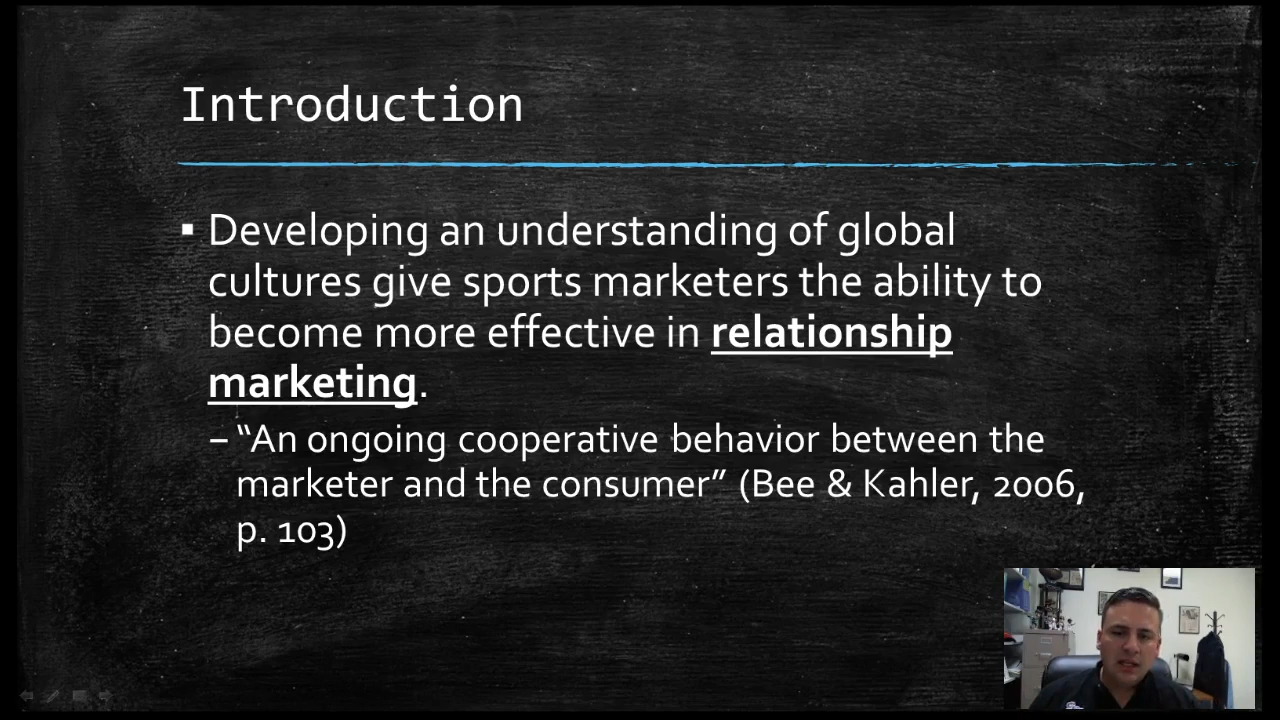 Introduction
▪ Developing an understanding of global
cultures give sports marketers the ability to
become more effective in relationship
marketing.
– “An ongoing cooperative behavior between the
marketer and the consumer” (Bee & Kahler, 2006,
p. 103)